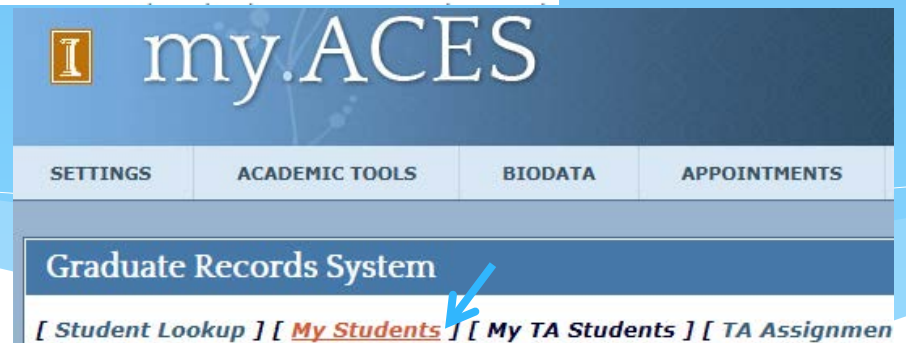 I my.ACES
SETTINGS ACADEMIC TOOLS BIODATA APPOINTMENTS
Graduate Records System
[ Student Lookup ] [ My Students ] [ My TA Students ] [ TA Assignmen